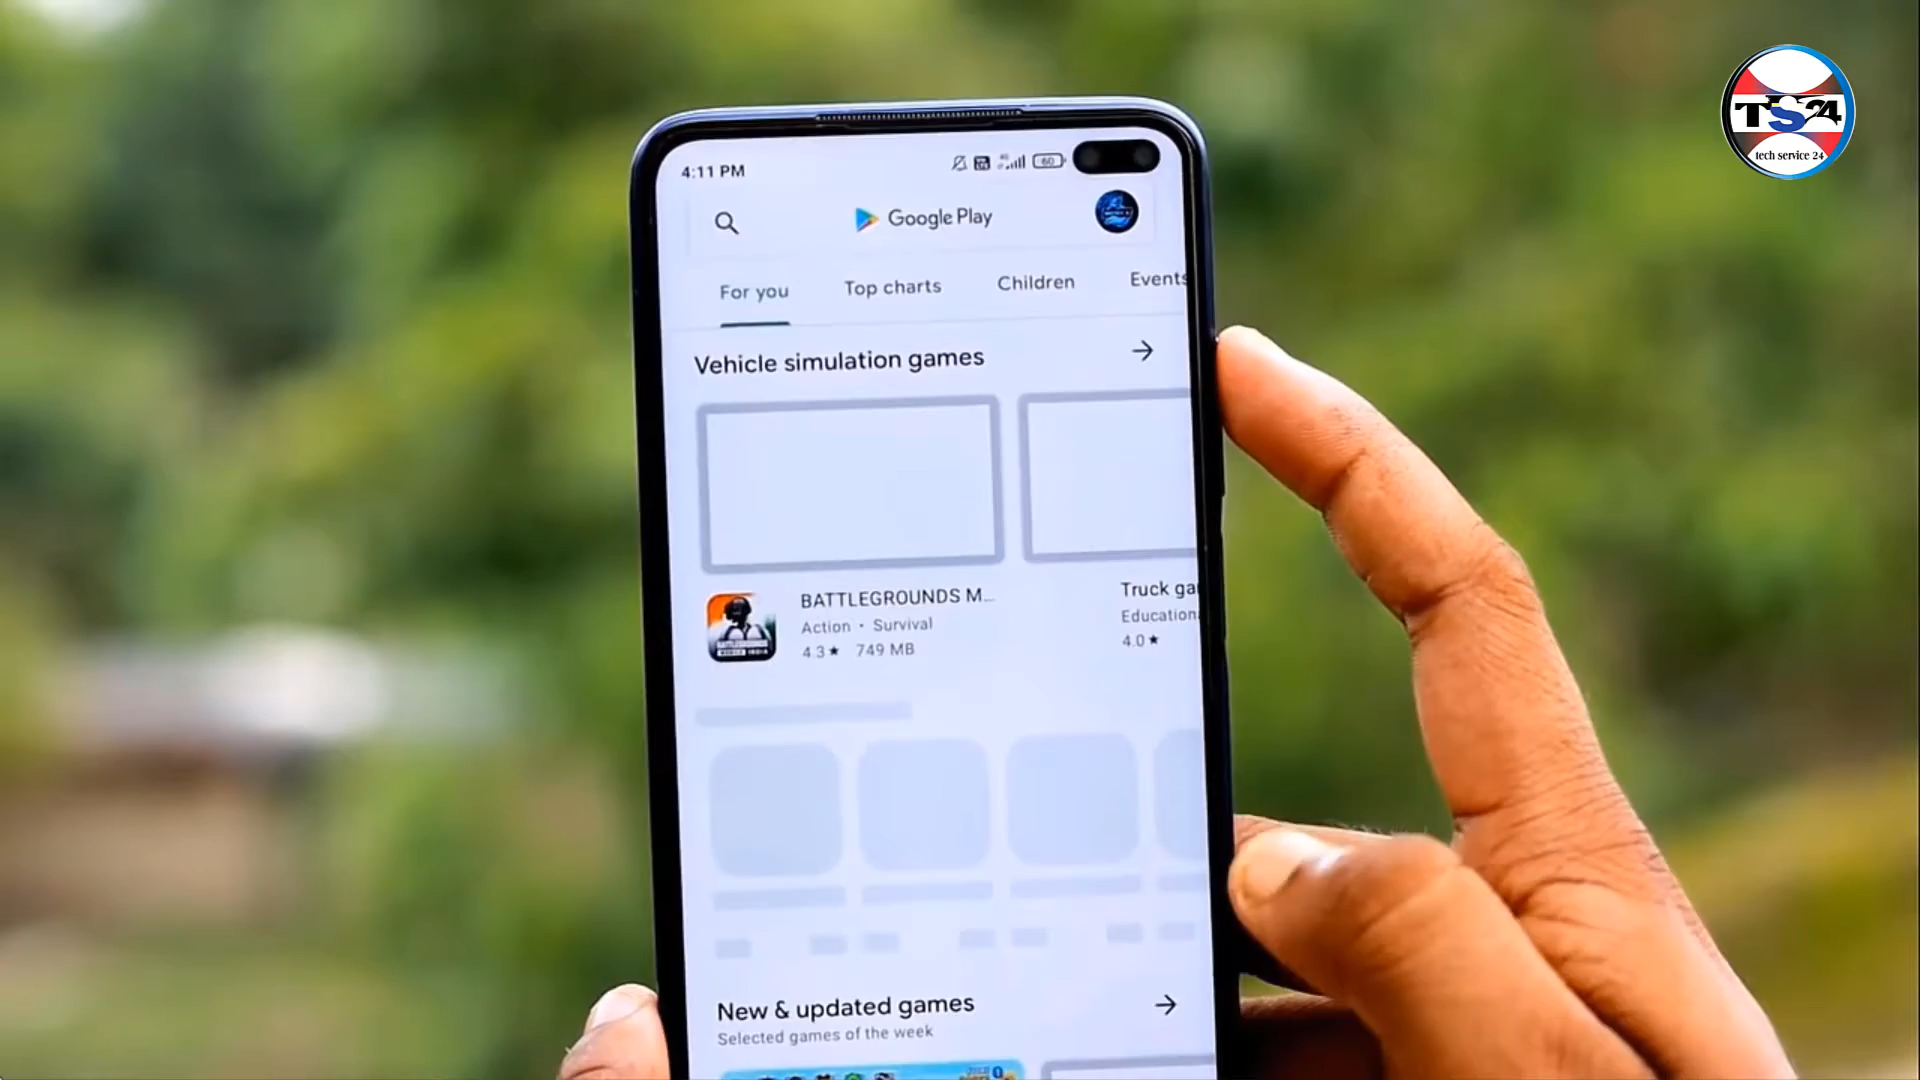 TS24
tech service 24
4:11 PM
60
Google Play
For you
Top charts
Children
Events
Vehicle simulation games
BATTLEGROUNDS M...
Action • Survival
4.3★ 749 MB
Truck ga
Education
4.0★
New & updated games
Selected games of the week